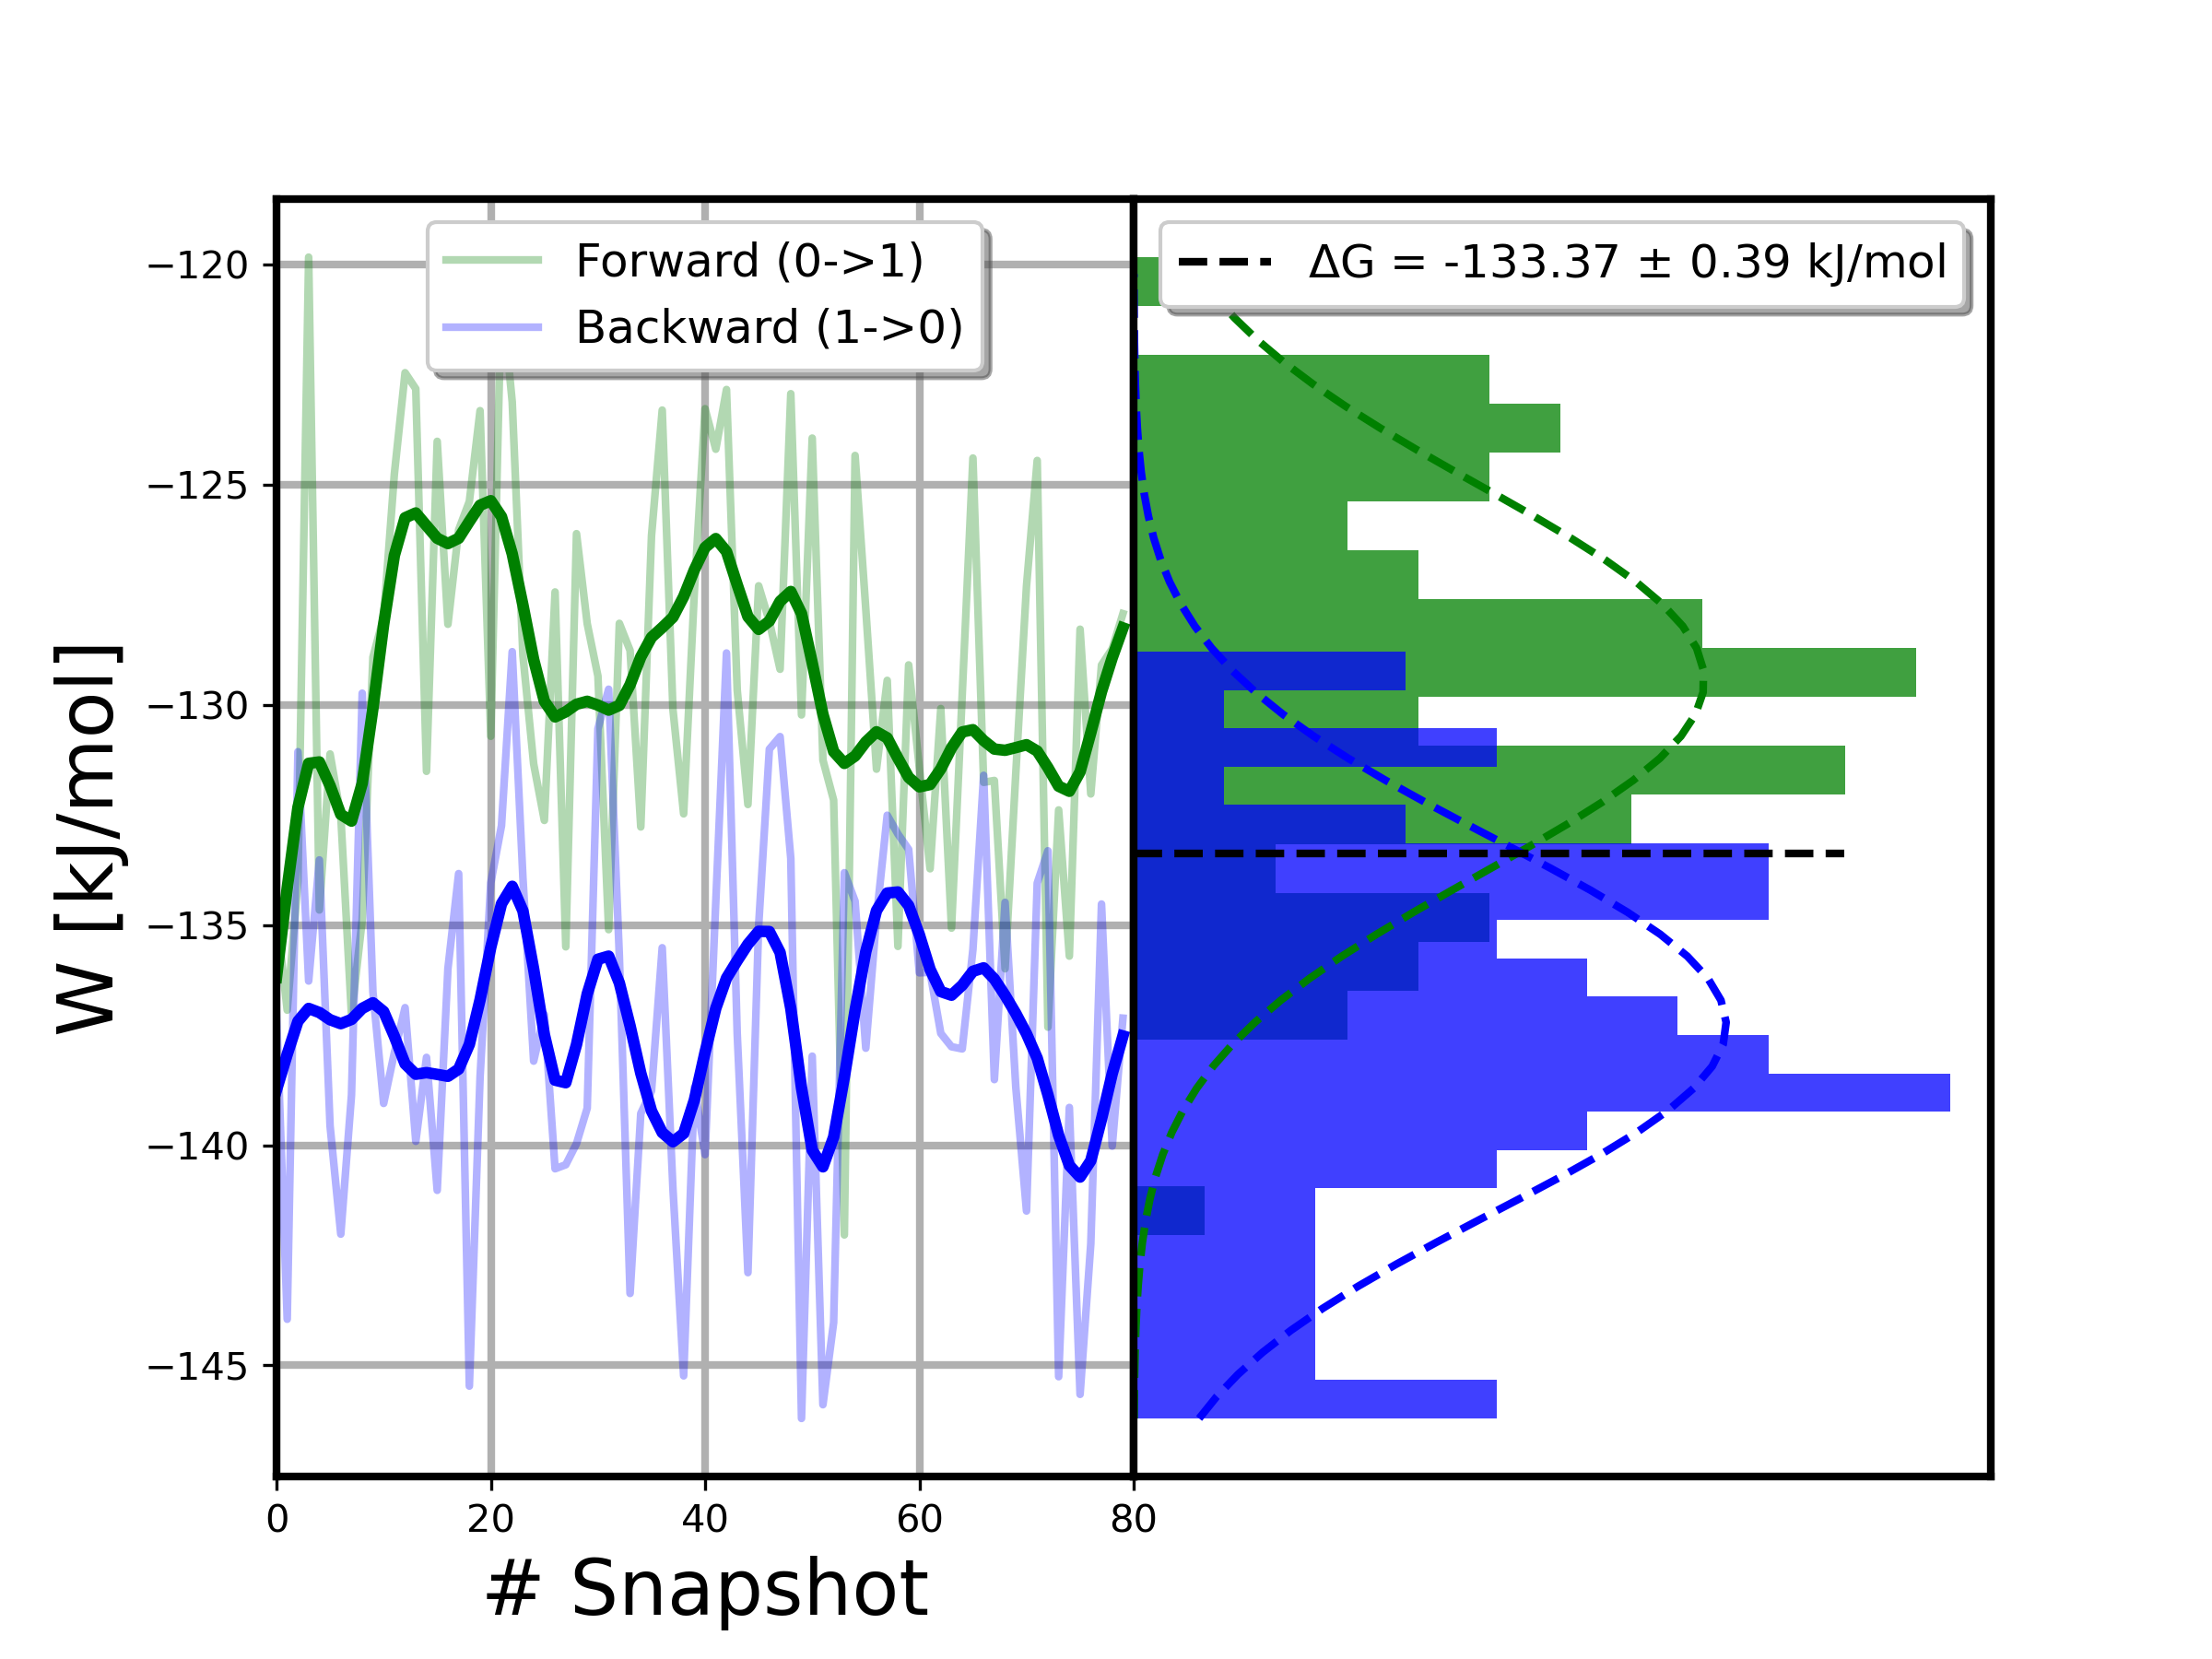 Forward (0->1)
Backward (1->0)
ΔG = -133.37 ± 0.39 kJ/mol
W [kJ/mol]
−120
−125
−130
−135
−140
−145
0
20
40
60
80
# Snapshot